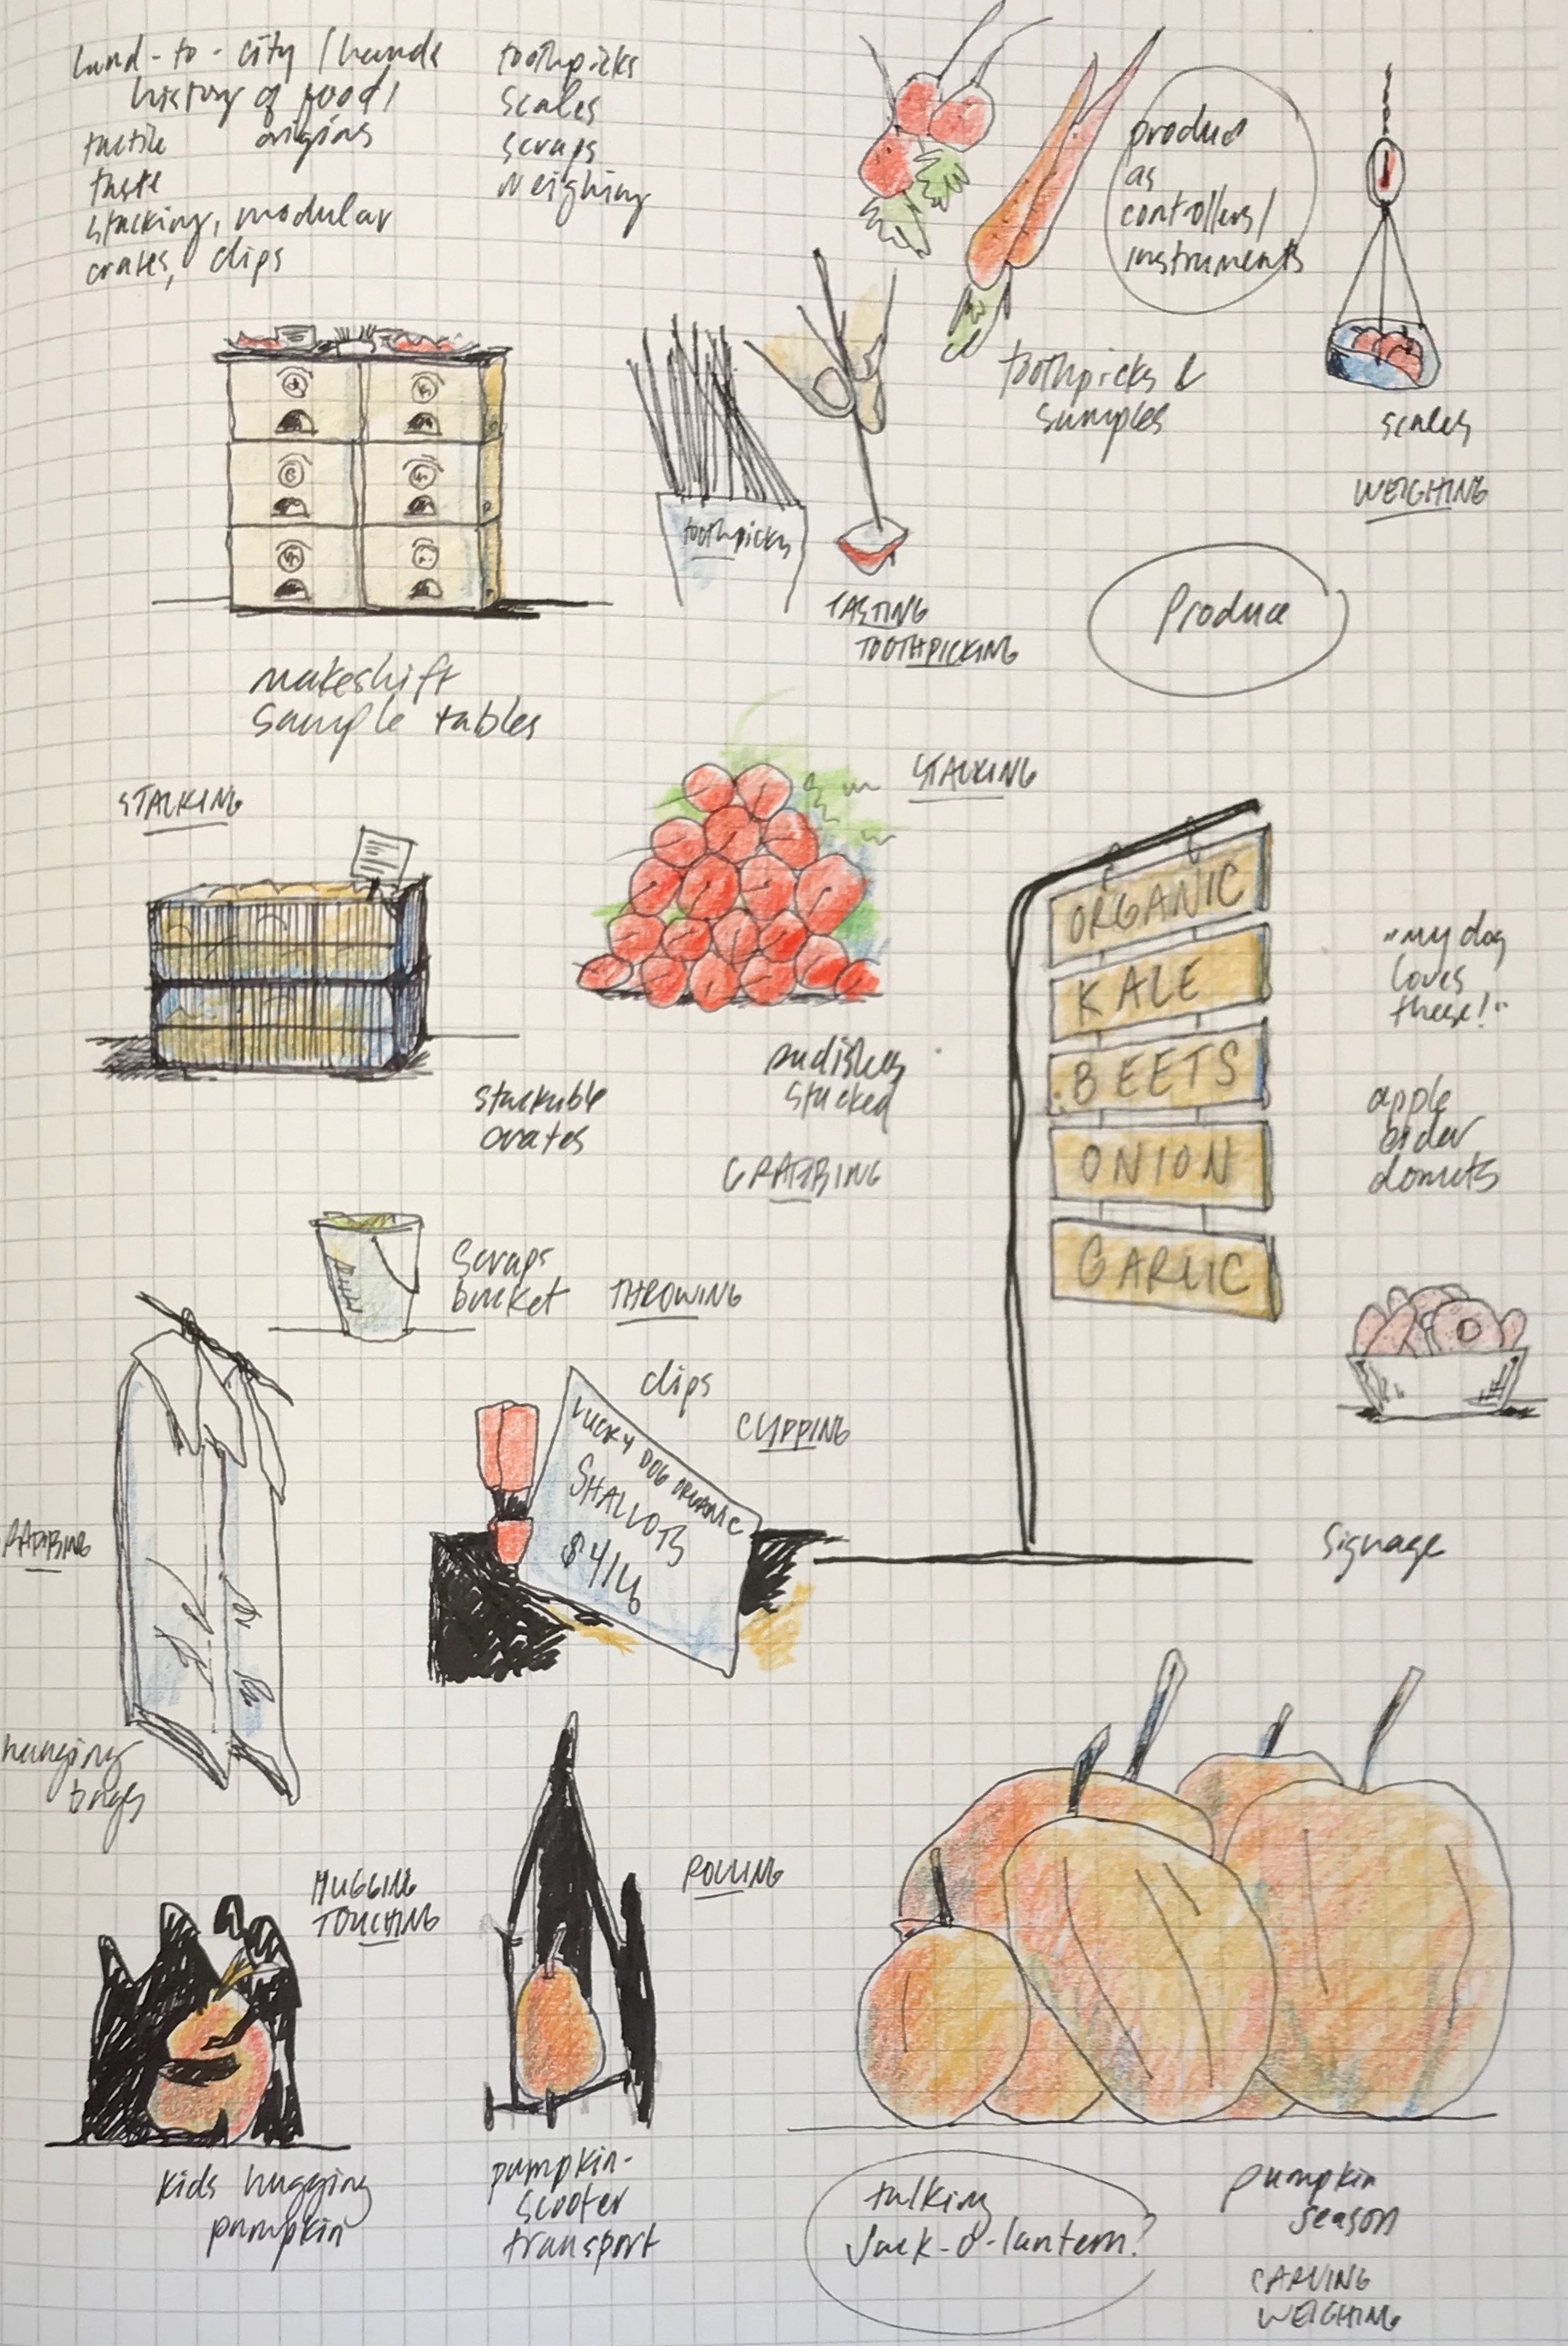 land-to-city / hands
history of food /
tactile origins
taste
stacking, modular
crates, clips
toothpicks
scales
scraps
weighing
produce
as
controllers/
instruments
toothpicks &
samples
scales
WEIGHING
toothpicks
TASTING
TOOTHPICKING
Produce
makeshift
sample tables
STACKING
STACKING
ORGANIC
KALE
BEETS
ONION
GARLIC
"my dog
loves
these!"
stackable
crates
radishes
stacked
GRABBING
apple
cider
donuts
scraps
bucket
THROWING
clips
CLIPPING
LUCKY DOG ORGANIC
SHALLOTS
$4/lb
GRABBING
signage
hanging
bags
HUGGING
TOUCHING
ROLLING
kids hugging
pumpkin
pumpkin-
scooter
transport
talking
Jack-o-lantern?
pumpkin
season
CARVING
WEIGHING